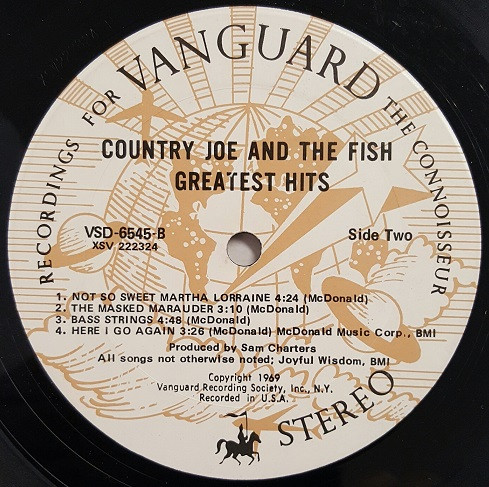 RECORDINGS FOR VANGUARD THE CONNOISSEUR
COUNTRY JOE AND THE FISH
GREATEST HITS
VSD-6545-B
XSV 222324
Side Two
1. NOT SO SWEET MARTHA LORRAINE 4:24 (McDonald)
2. THE MASKED MARAUDER 3:10 (McDonald)
3. BASS STRINGS 4:48 (McDonald)
4. HERE I GO AGAIN 3:26 (McDonald) McDonald Music Corp., BMI
Produced by Sam Charters
All songs not otherwise noted; Joyful Wisdom, BMI
Copyright 1969
Vanguard Recording Society, Inc., N.Y.
Recorded in U.S.A.
STEREO